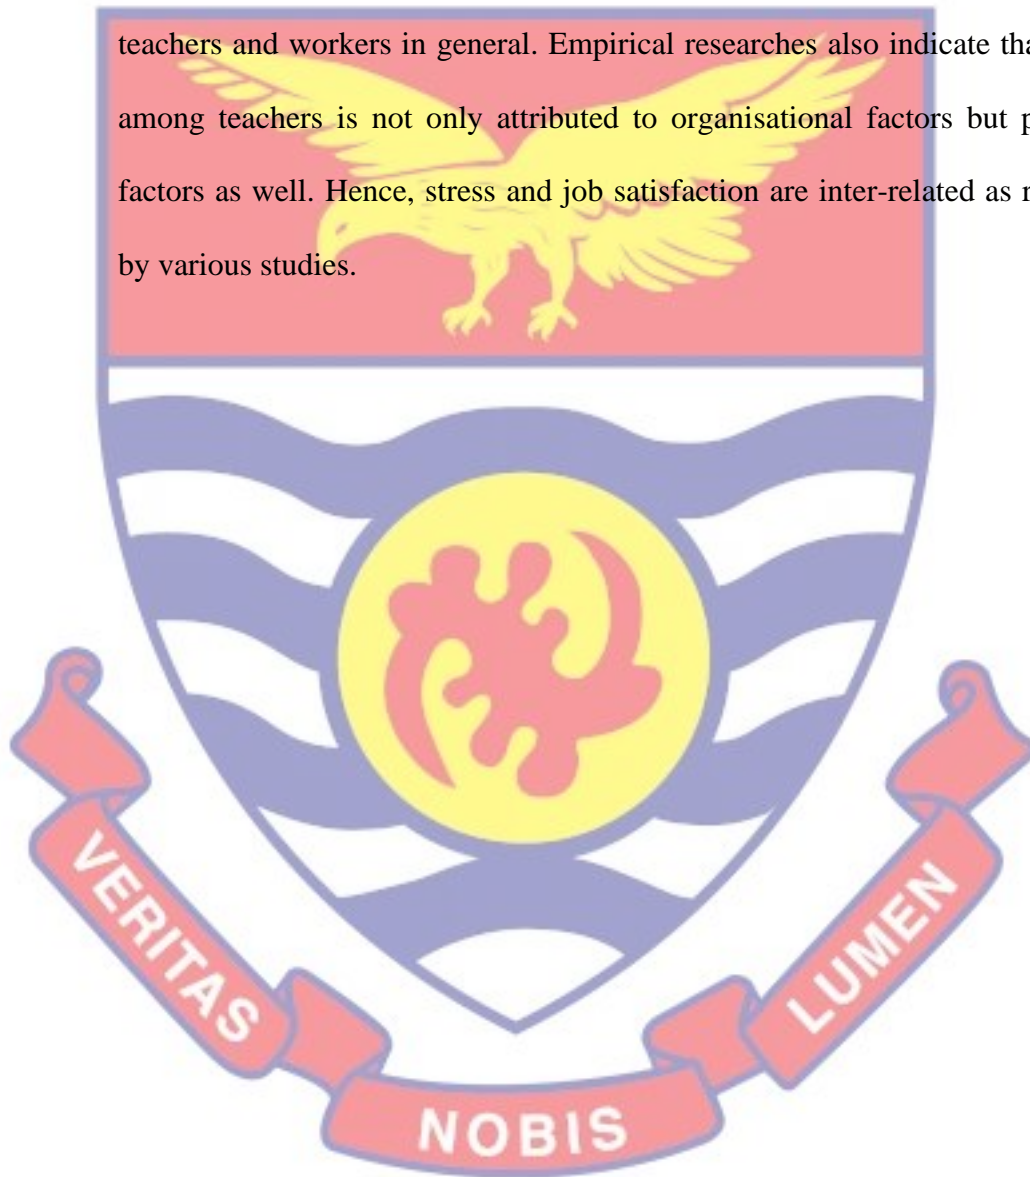 teachers and workers in general. Empirical researches also indicate tha
among teachers is not only attributed to organisational factors but p
factors as well. Hence, stress and job satisfaction are inter-related as r
by various studies.
VERITAS
NOBIS
LUMEN